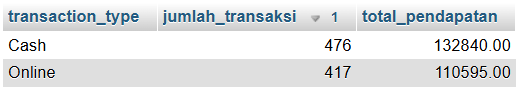 transaction_type jumlah_transaksi 1 total_pendapatan
Cash 476 132840.00
Online 417 110595.00